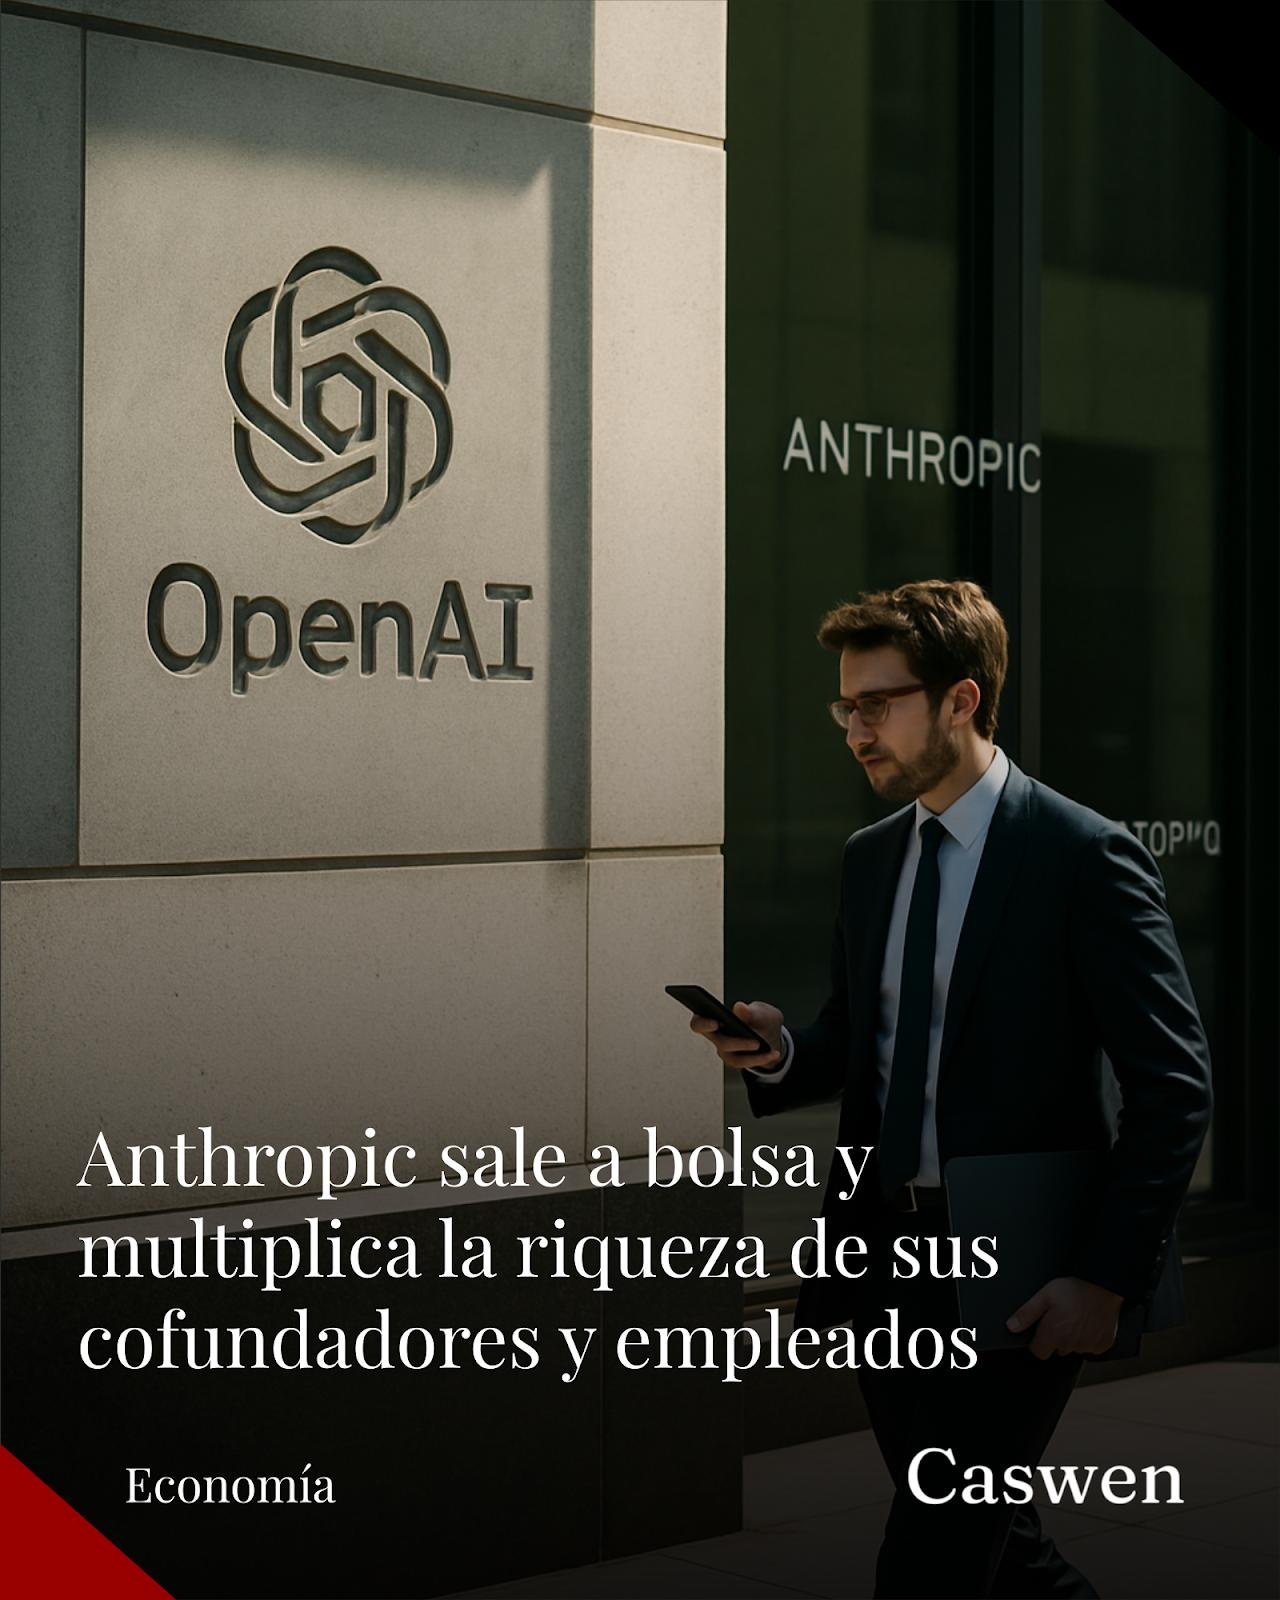 OpenAI
ANTHROPIC
Anthropic sale a bolsa y
multiplica la riqueza de sus
cofundadores y empleados
Economía
Caswen